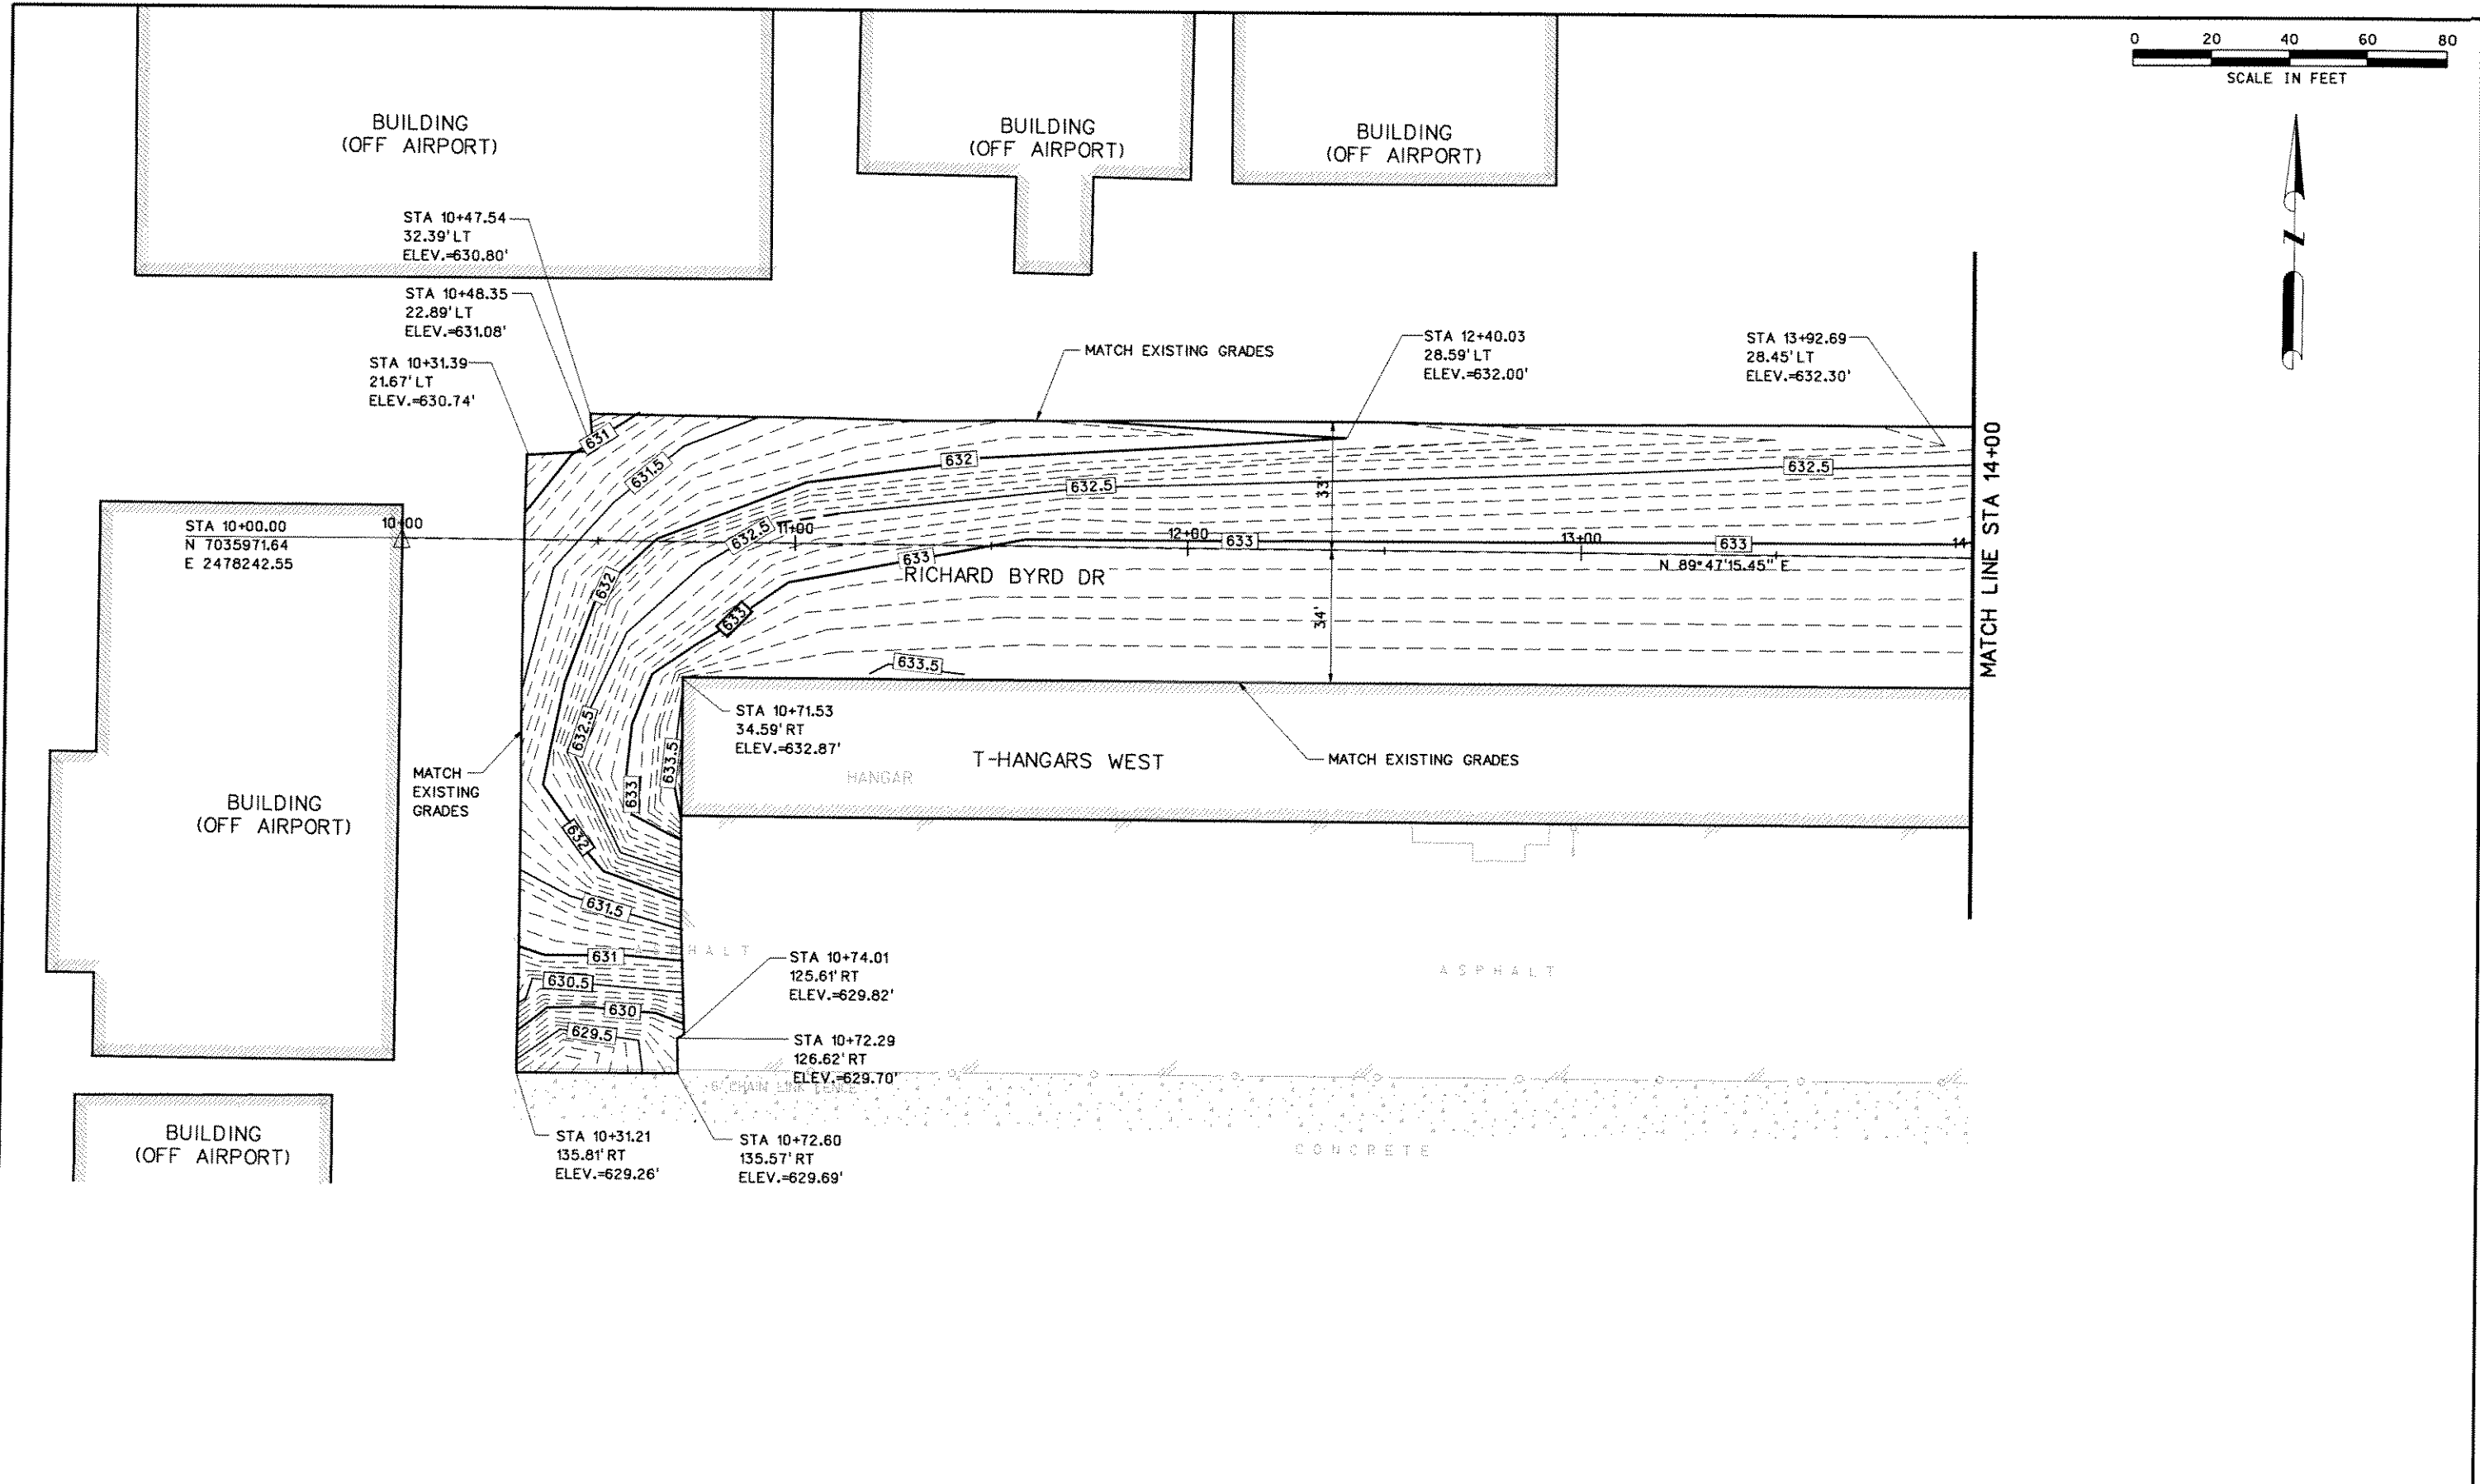 0 20 40 60 80
SCALE IN FEET
Z
BUILDING
(OFF AIRPORT)
BUILDING
(OFF AIRPORT)
BUILDING
(OFF AIRPORT)
STA 10+47.54
32.39' LT
ELEV.=630.80'
STA 10+48.35
22.89' LT
ELEV.=631.08'
STA 10+31.39
21.67' LT
ELEV.=630.74'
MATCH EXISTING GRADES
STA 12+40.03
28.59' LT
ELEV.=632.00'
STA 13+92.69
28.45' LT
ELEV.=632.30'
631
631.5
632
632.5
632.5
33'
MATCH LINE STA 14+00
STA 10+00.00
N 7035971.64
E 2478242.55
10+00
632.5
11+00
12+00
633
13+00
633
14
633
RICHARD BYRD DR
N 89°47'15.45" E
632
633
34'
633.5
STA 10+71.53
34.59' RT
ELEV.=632.87'
632.5
633.5
633
T-HANGARS WEST
HANGAR
MATCH EXISTING GRADES
MATCH
EXISTING
GRADES
BUILDING
(OFF AIRPORT)
632
631.5
ASPHALT
631
630.5
630
629.5
STA 10+74.01
125.61' RT
ELEV.=629.82'
ASPHALT
STA 10+72.29
126.62' RT
ELEV.=629.70'
6' CHAIN LINK FENCE
BUILDING
(OFF AIRPORT)
STA 10+31.21
135.81' RT
ELEV.=629.26'
STA 10+72.60
135.57' RT
ELEV.=629.69'
CONCRETE